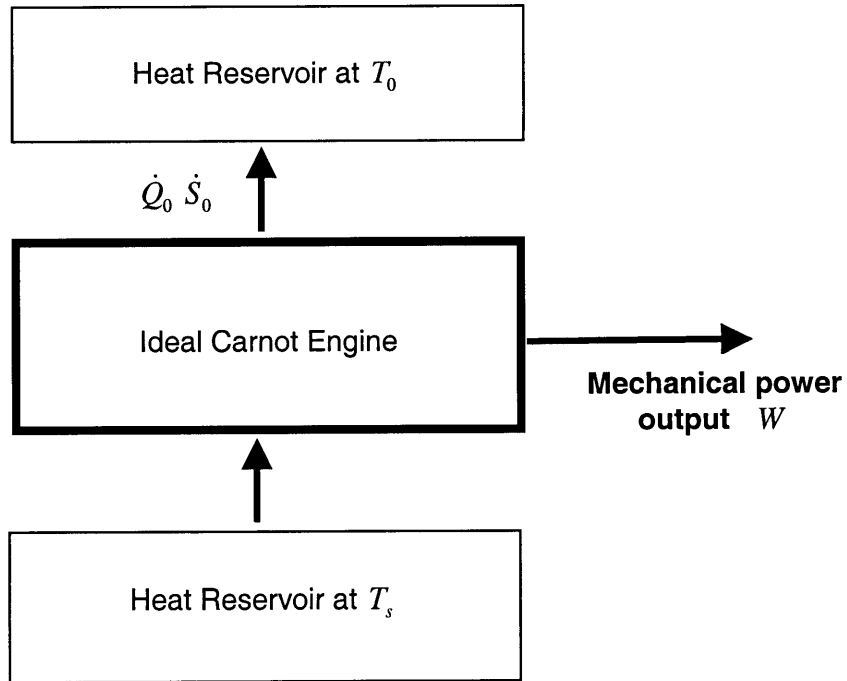 Heat Reservoir at T₀
Q̇₀ Ṡ₀
Ideal Carnot Engine
Mechanical power
output W
Heat Reservoir at Tₛ